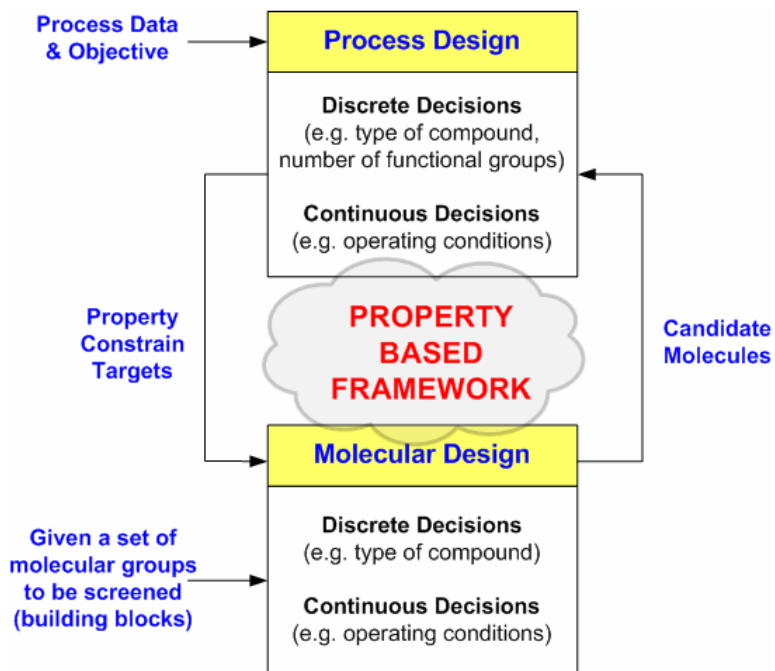 Process Data
& Objective
Process Design
Discrete Decisions
(e.g. type of compound,
number of functional groups)
Continuous Decisions
(e.g. operating conditions)
Property
Constrain
Targets
PROPERTY
BASED
FRAMEWORK
Candidate
Molecules
Molecular Design
Given a set of
molecular groups
to be screened
(building blocks)
Discrete Decisions
(e.g. type of compound)
Continuous Decisions
(e.g. operating conditions)